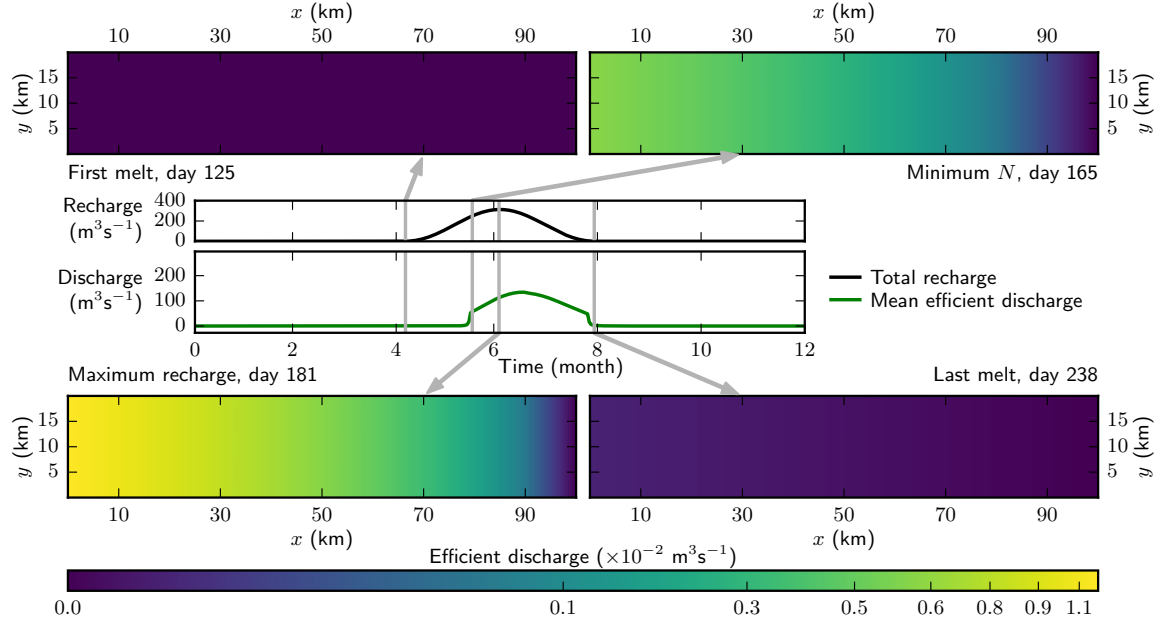 x (km) x (km)
10 30 50 70 90 10 30 50 70 90
y (km) 15 10 5 15 10 5 y (km)
First melt, day 125 Minimum N, day 165
Recharge (m³s⁻¹) 400 200 0
Discharge (m³s⁻¹) 200 100 0
Total recharge
Mean efficient discharge
0 2 4 6 8 10 12
Time (month)
Maximum recharge, day 181 Last melt, day 238
y (km) 15 10 5 15 10 5 y (km)
10 30 50 70 90 10 30 50 70 90
x (km) x (km)
Efficient discharge (×10⁻² m³s⁻¹)
0.0 0.1 0.3 0.5 0.6 0.8 0.9 1.1